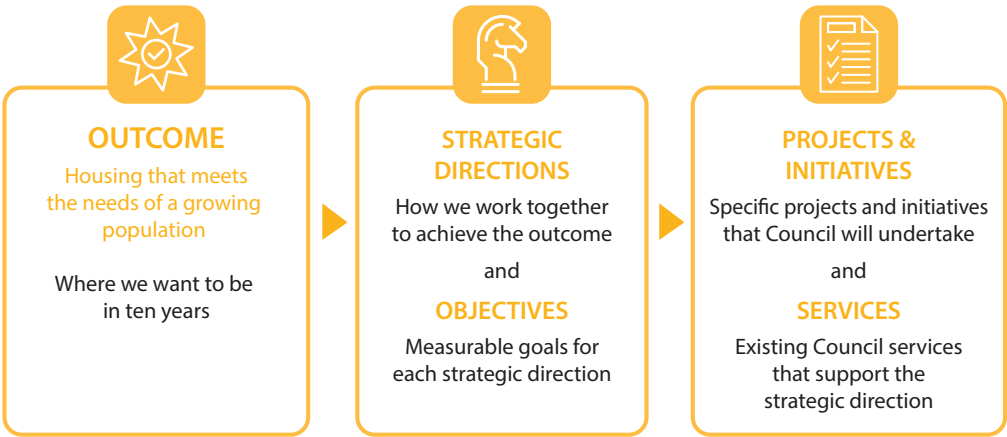 OUTCOME
Housing that meets
the needs of a growing
population
Where we want to be
in ten years
STRATEGIC
DIRECTIONS
How we work together
to achieve the outcome
and
OBJECTIVES
Measurable goals for
each strategic direction
PROJECTS &
INITIATIVES
Specific projects and initiatives
that Council will undertake
and
SERVICES
Existing Council services
that support the
strategic direction